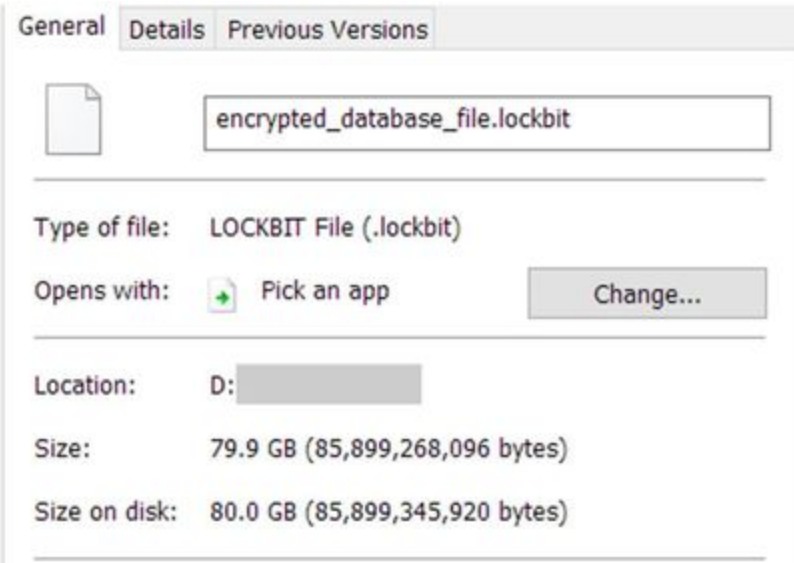 General Details Previous Versions
encrypted_database_file.lockbit
Type of file: LOCKBIT File (.lockbit)
Opens with: Pick an app Change...
Location: D:
Size: 79.9 GB (85,899,268,096 bytes)
Size on disk: 80.0 GB (85,899,345,920 bytes)